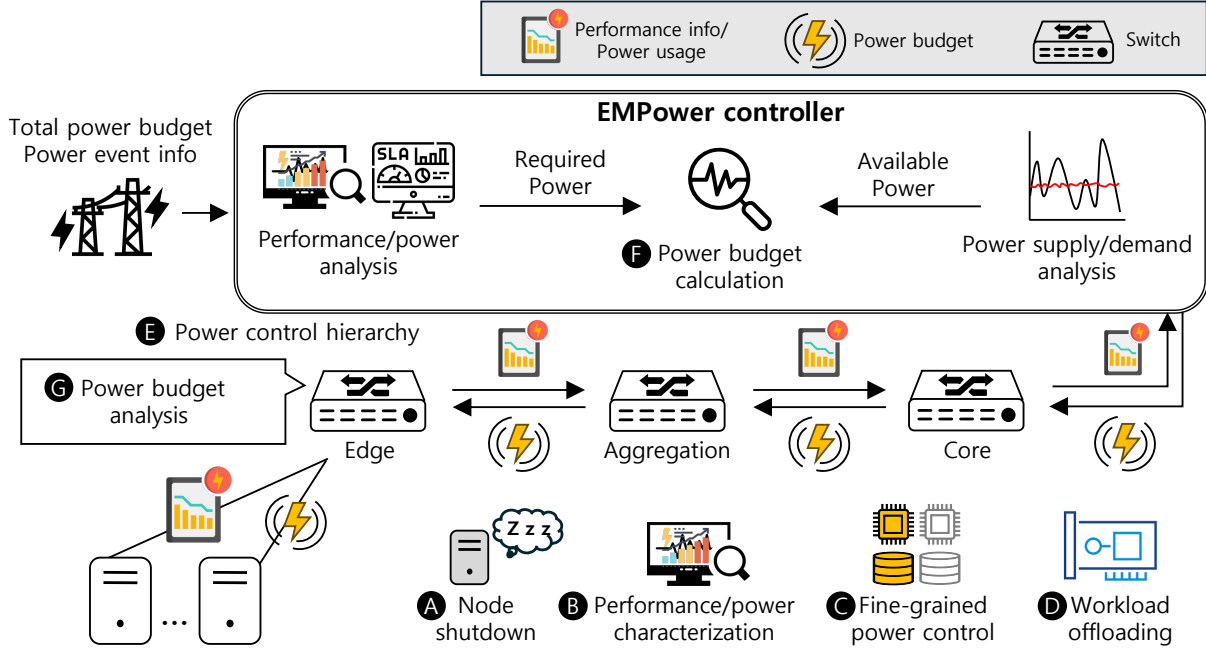 Performance info/
Power usage
Power budget
Switch
EMPower controller
Total power budget
Power event info
SLA
Required
Power
Available
Power
Performance/power
analysis
F Power budget
calculation
Power supply/demand
analysis
E Power control hierarchy
G Power budget
analysis
Edge
Aggregation
Core
Z z z
A Node
shutdown
B Performance/power
characterization
C Fine-grained
power control
D Workload
offloading
...